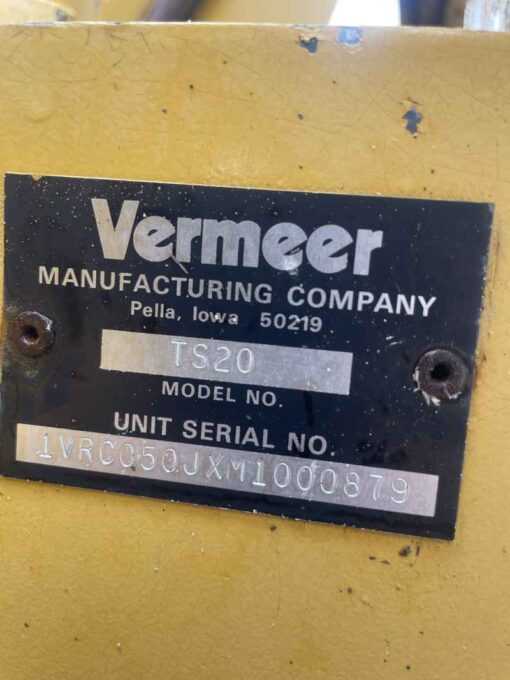 Vermeer
MANUFACTURING COMPANY
Pella, Iowa 50219
TS20
MODEL NO.
UNIT SERIAL NO.
1VRC050JXM1000879